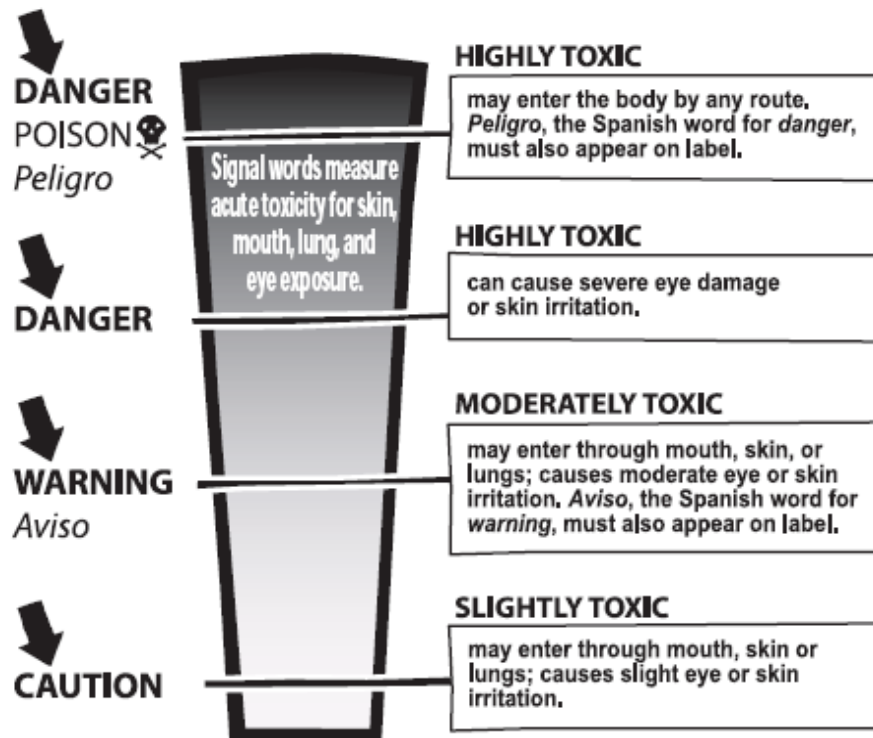 DANGER
POISON
Peligro
HIGHLY TOXIC
may enter the body by any route.
Peligro, the Spanish word for danger,
must also appear on label.
Signal words measure
acute toxicity for skin,
mouth, lung, and
eye exposure.
DANGER
HIGHLY TOXIC
can cause severe eye damage
or skin irritation.
WARNING
Aviso
MODERATELY TOXIC
may enter through mouth, skin, or
lungs; causes moderate eye or skin
irritation. Aviso, the Spanish word for
warning, must also appear on label.
CAUTION
SLIGHTLY TOXIC
may enter through mouth, skin or
lungs; causes slight eye or skin
irritation.